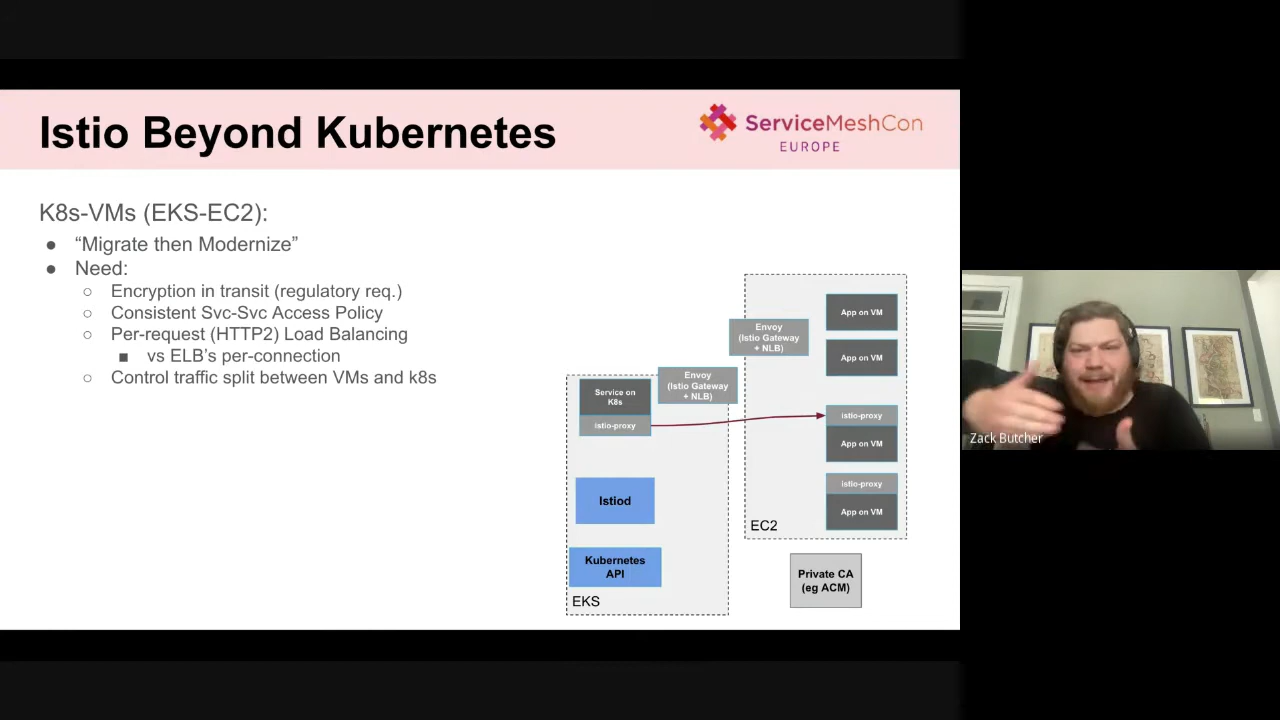 Istio Beyond Kubernetes
ServiceMeshCon
EUROPE
K8s-VMs (EKS-EC2):
● “Migrate then Modernize”
● Need:
○ Encryption in transit (regulatory req.)
○ Consistent Svc-Svc Access Policy
○ Per-request (HTTP2) Load Balancing
■ vs ELB’s per-connection
○ Control traffic split between VMs and k8s
Service on
K8s
istio-proxy
Istiod
Kubernetes
API
EKS
Envoy
(Istio Gateway
+ NLB)
Envoy
(Istio Gateway
+ NLB)
App on VM
App on VM
istio-proxy
App on VM
istio-proxy
App on VM
EC2
Private CA
(eg ACM)
Zack Butcher